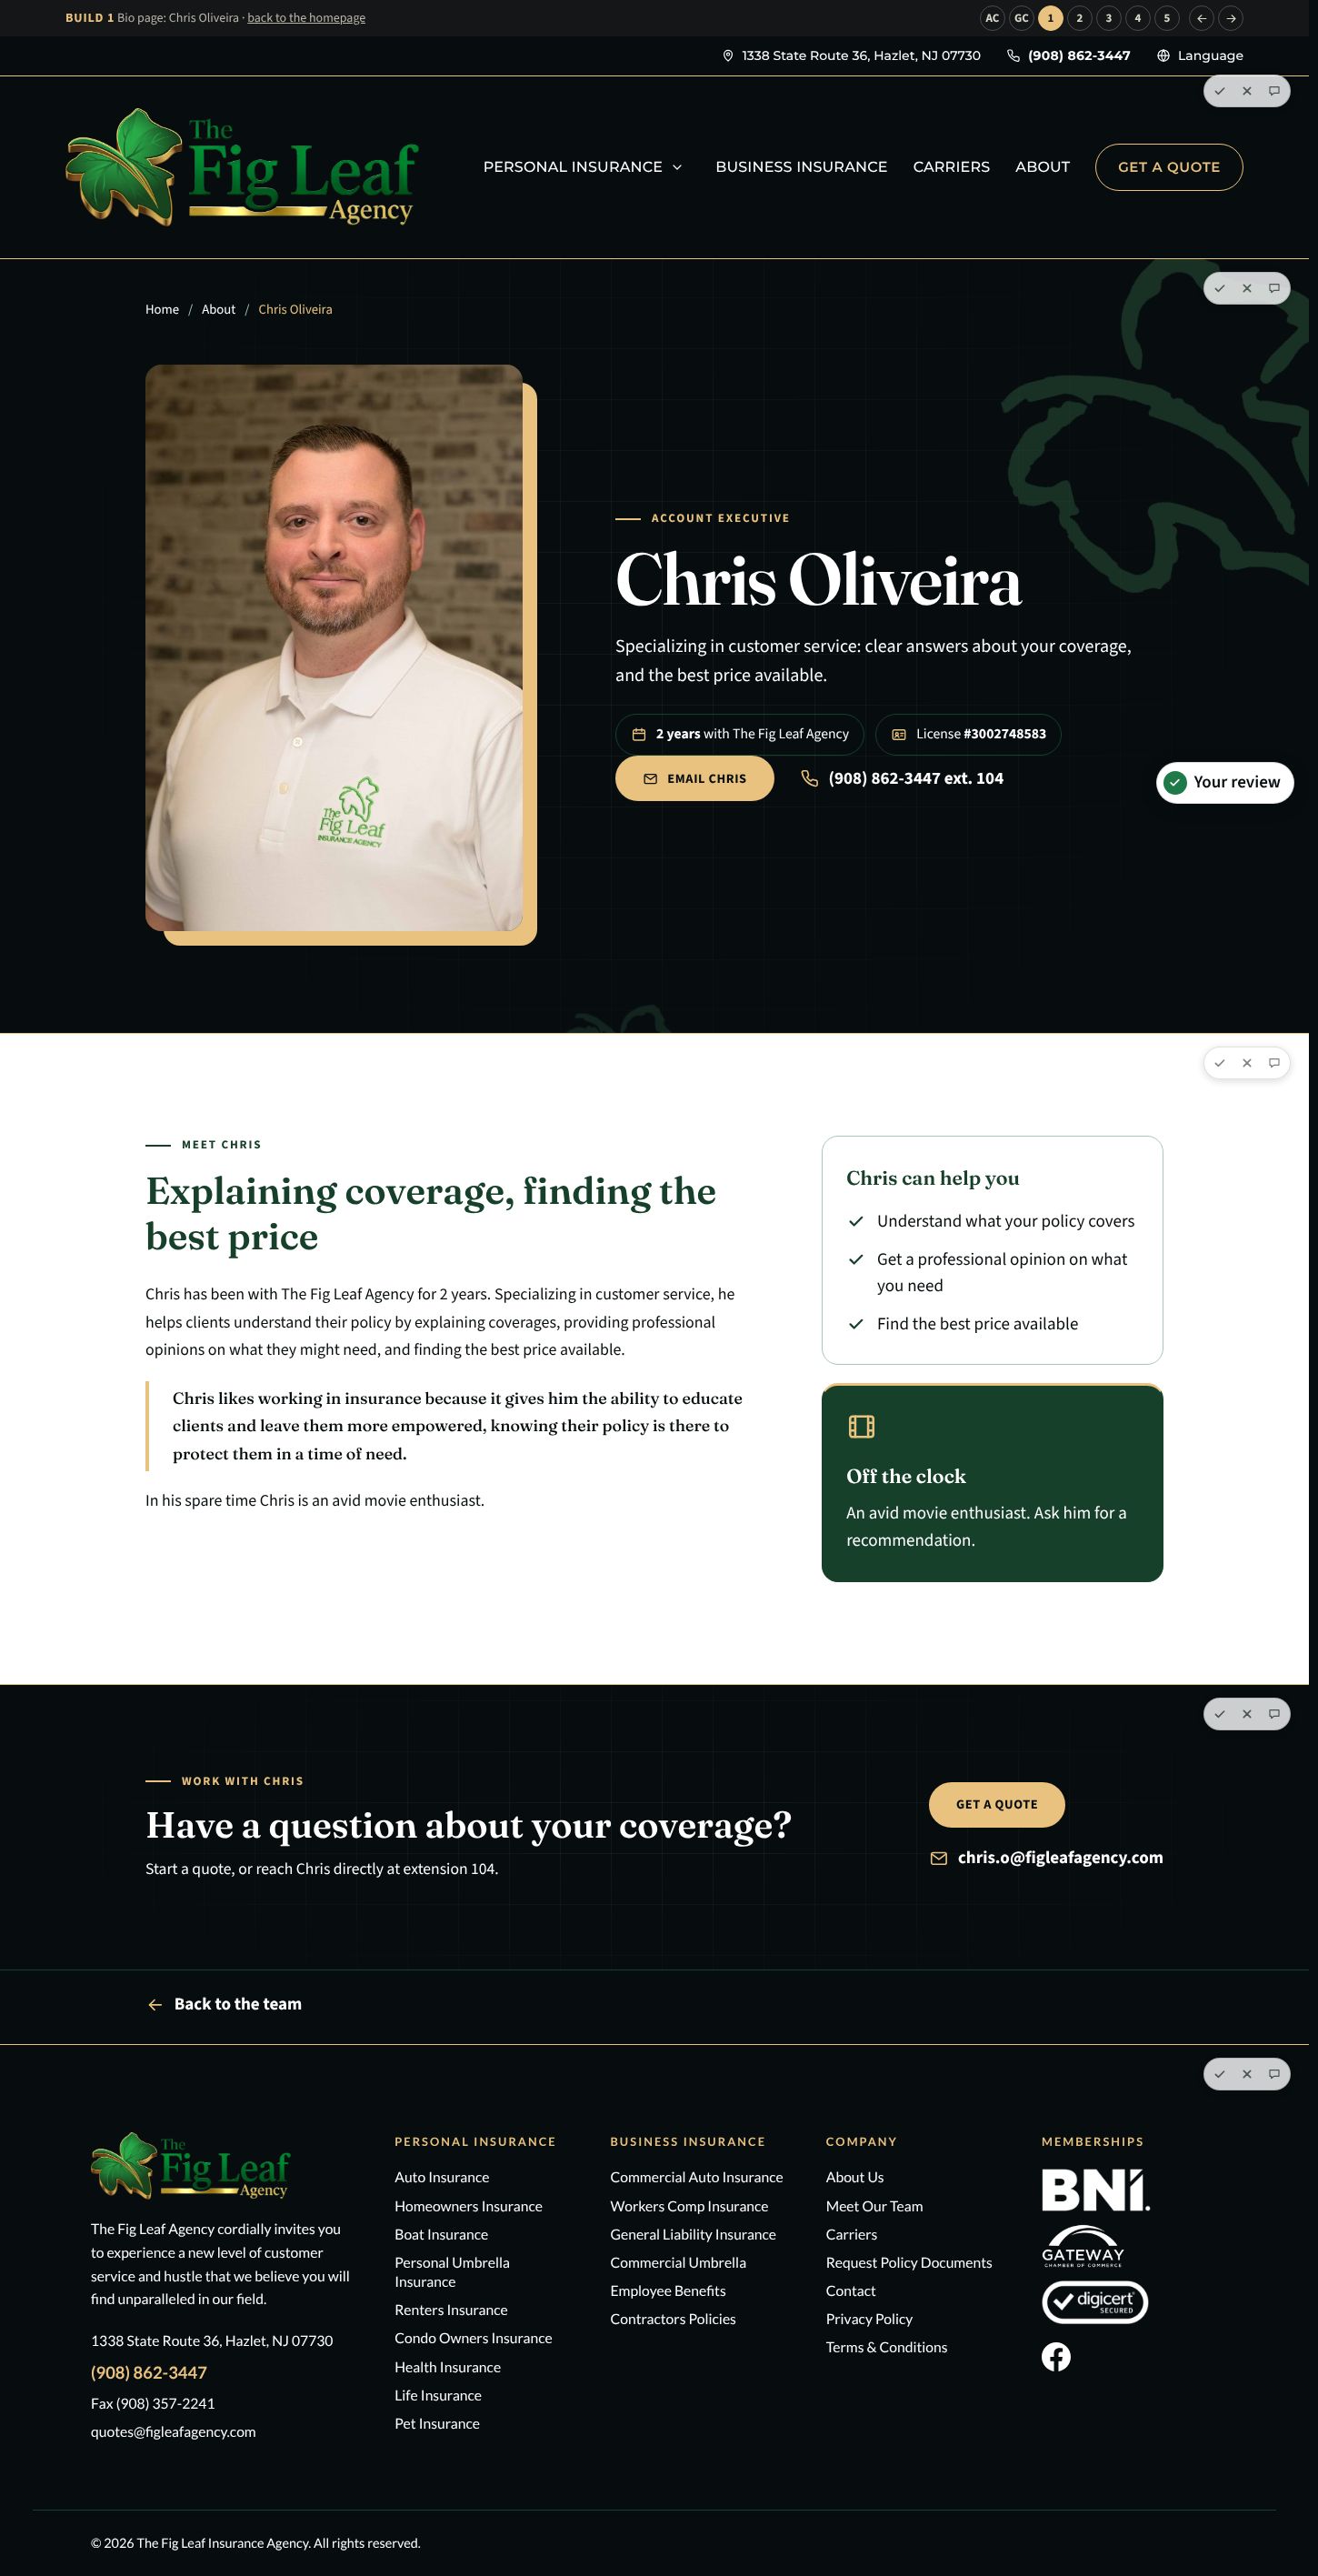 BUILD 1 Bio page: Chris Oliveira · back to the homepage
AC GC 1 2 3 4 5
1338 State Route 36, Hazlet, NJ 07730
(908) 862-3447
Language
The
Fig Leaf
Agency
PERSONAL INSURANCE
BUSINESS INSURANCE
CARRIERS
ABOUT
GET A QUOTE
Home / About / Chris Oliveira
The
Fig Leaf
INSURANCE AGENCY
ACCOUNT EXECUTIVE
Chris Oliveira
Specializing in customer service: clear answers about your coverage,
and the best price available.
2 years with The Fig Leaf Agency
License #3002748583
EMAIL CHRIS
(908) 862-3447 ext. 104
Your review
MEET CHRIS
Explaining coverage, finding the
best price
Chris has been with The Fig Leaf Agency for 2 years. Specializing in customer service, he
helps clients understand their policy by explaining coverages, providing professional
opinions on what they might need, and finding the best price available.
Chris likes working in insurance because it gives him the ability to educate
clients and leave them more empowered, knowing their policy is there to
protect them in a time of need.
In his spare time Chris is an avid movie enthusiast.
Chris can help you
Understand what your policy covers
Get a professional opinion on what
you need
Find the best price available
Off the clock
An avid movie enthusiast. Ask him for a
recommendation.
WORK WITH CHRIS
Have a question about your coverage?
Start a quote, or reach Chris directly at extension 104.
GET A QUOTE
chris.o@figleafagency.com
Back to the team
The
Fig Leaf
Agency
The Fig Leaf Agency cordially invites you
to experience a new level of customer
service and hustle that we believe you will
find unparalleled in our field.
1338 State Route 36, Hazlet, NJ 07730
(908) 862-3447
Fax (908) 357-2241
quotes@figleafagency.com
PERSONAL INSURANCE
Auto Insurance
Homeowners Insurance
Boat Insurance
Personal Umbrella
Insurance
Renters Insurance
Condo Owners Insurance
Health Insurance
Life Insurance
Pet Insurance
BUSINESS INSURANCE
Commercial Auto Insurance
Workers Comp Insurance
General Liability Insurance
Commercial Umbrella
Employee Benefits
Contractors Policies
COMPANY
About Us
Meet Our Team
Carriers
Request Policy Documents
Contact
Privacy Policy
Terms & Conditions
MEMBERSHIPS
BNI.
GATEWAY
CHAMBER OF COMMERCE
digicert
SECURED
© 2026 The Fig Leaf Insurance Agency. All rights reserved.